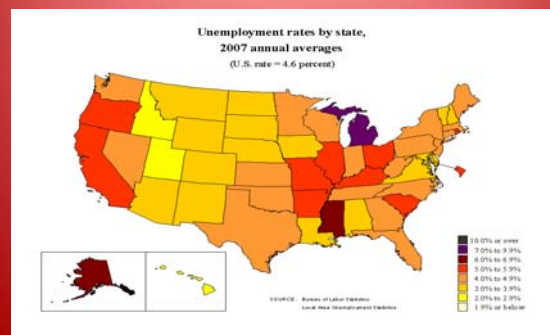 Unemployment rates by state,
2007 annual averages
(U.S. rate = 4.6 percent)
10.0% or over
7.0% to 9.9%
6.0% to 6.9%
5.0% to 5.9%
4.0% to 4.9%
3.0% to 3.9%
2.0% to 2.9%
1.9% or below
SOURCE: Bureau of Labor Statistics
Local Area Unemployment Statistics